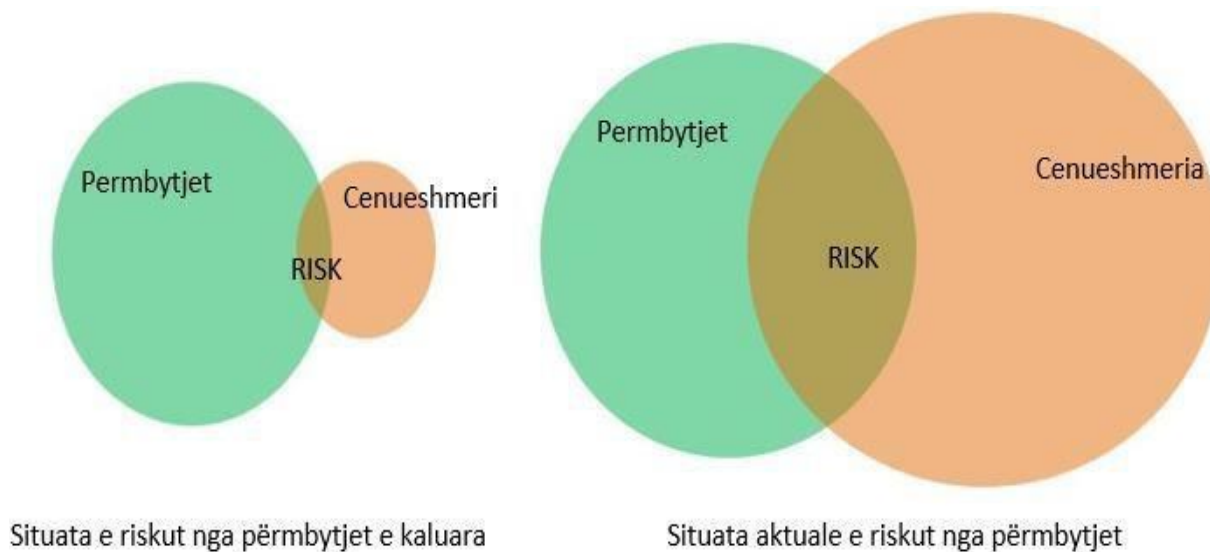 Permbytjet
Cenueshmeri
RISK
Situata e riskut nga përmbytjet e kaluara
Permbytjet
Cenueshmeria
RISK
Situata aktuale e riskut nga përmbytjet